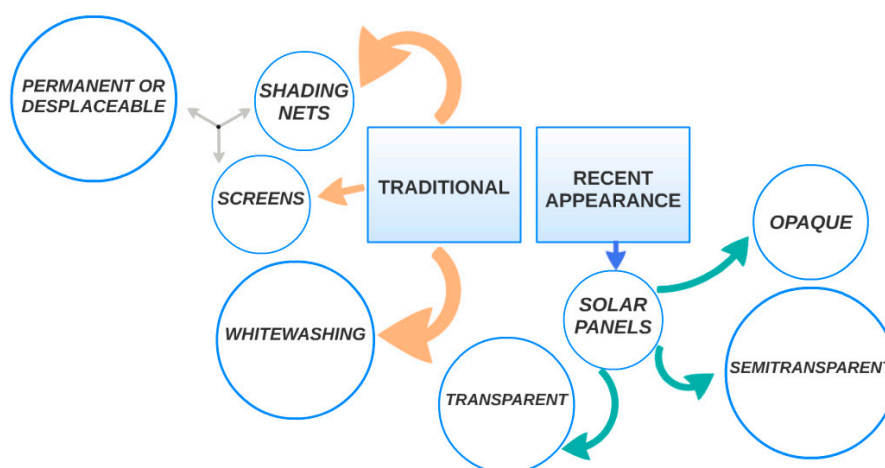 PERMANENT OR
DESPLACEABLE
SHADING
NETS
SCREENS
WHITEWASHING
TRADITIONAL
RECENT
APPEARANCE
SOLAR
PANELS
OPAQUE
SEMITRANSPARENT
TRANSPARENT